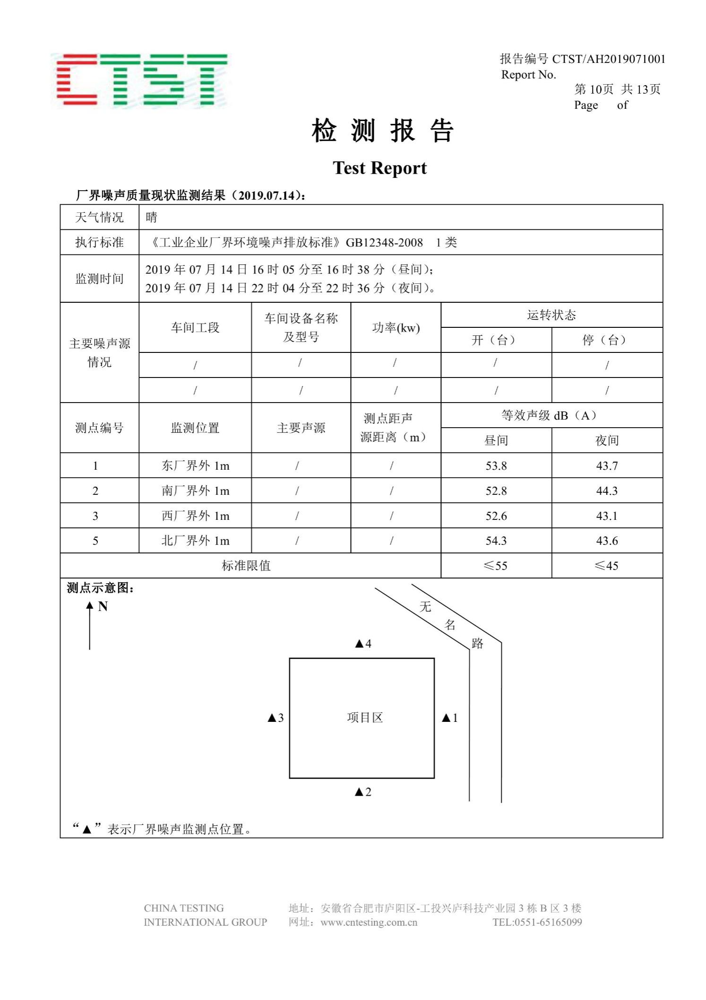 CTST
报告编号 CTST/AH2019071001
Report No.
第 10页 共 13页
Page of
检 测 报 告
Test Report
厂界噪声质量现状监测结果（2019.07.14）：
天气情况 晴
执行标准 《工业企业厂界环境噪声排放标准》GB12348-2008 1 类
监测时间
2019 年 07 月 14 日 16 时 05 分至 16 时 38 分（昼间）；
2019 年 07 月 14 日 22 时 04 分至 22 时 36 分（夜间）。
主要噪声源
情况
车间工段
车间设备名称
及型号
功率(kw)
运转状态
开（台） 停（台）
/ / / / /
/ / / / /
测点编号 监测位置 主要声源
测点距声
源距离（m）
等效声级 dB（A）
昼间 夜间
1 东厂界外 1m / / 53.8 43.7
2 南厂界外 1m / / 52.8 44.3
3 西厂界外 1m / / 52.6 43.1
5 北厂界外 1m / / 54.3 43.6
标准限值 ≤55 ≤45
测点示意图：
▲ N
无
名
路
▲4
▲3 项目区 ▲1
▲2
“▲”表示厂界噪声监测点位置。
CHINA TESTING 地址：安徽省合肥市庐阳区-工投兴庐科技产业园 3 栋 B 区 3 楼
INTERNATIONAL GROUP 网址：www.cntesting.com.cn TEL:0551-65165099